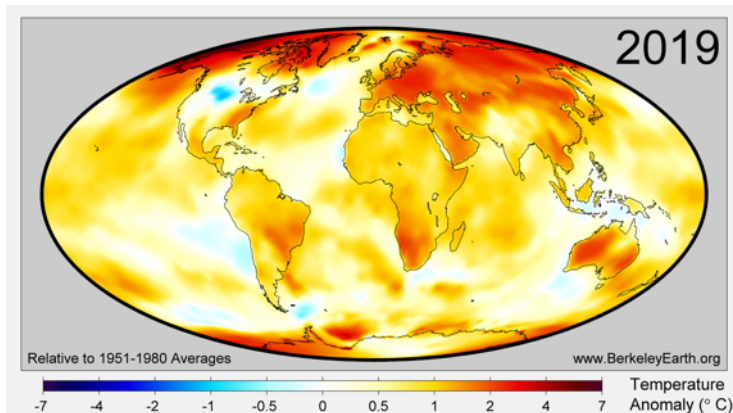 2019
Relative to 1951-1980 Averages
www.BerkeleyEarth.org
-7 -4 -2 -1 -0.5 0 0.5 1 2 4 7
Temperature
Anomaly (° C)